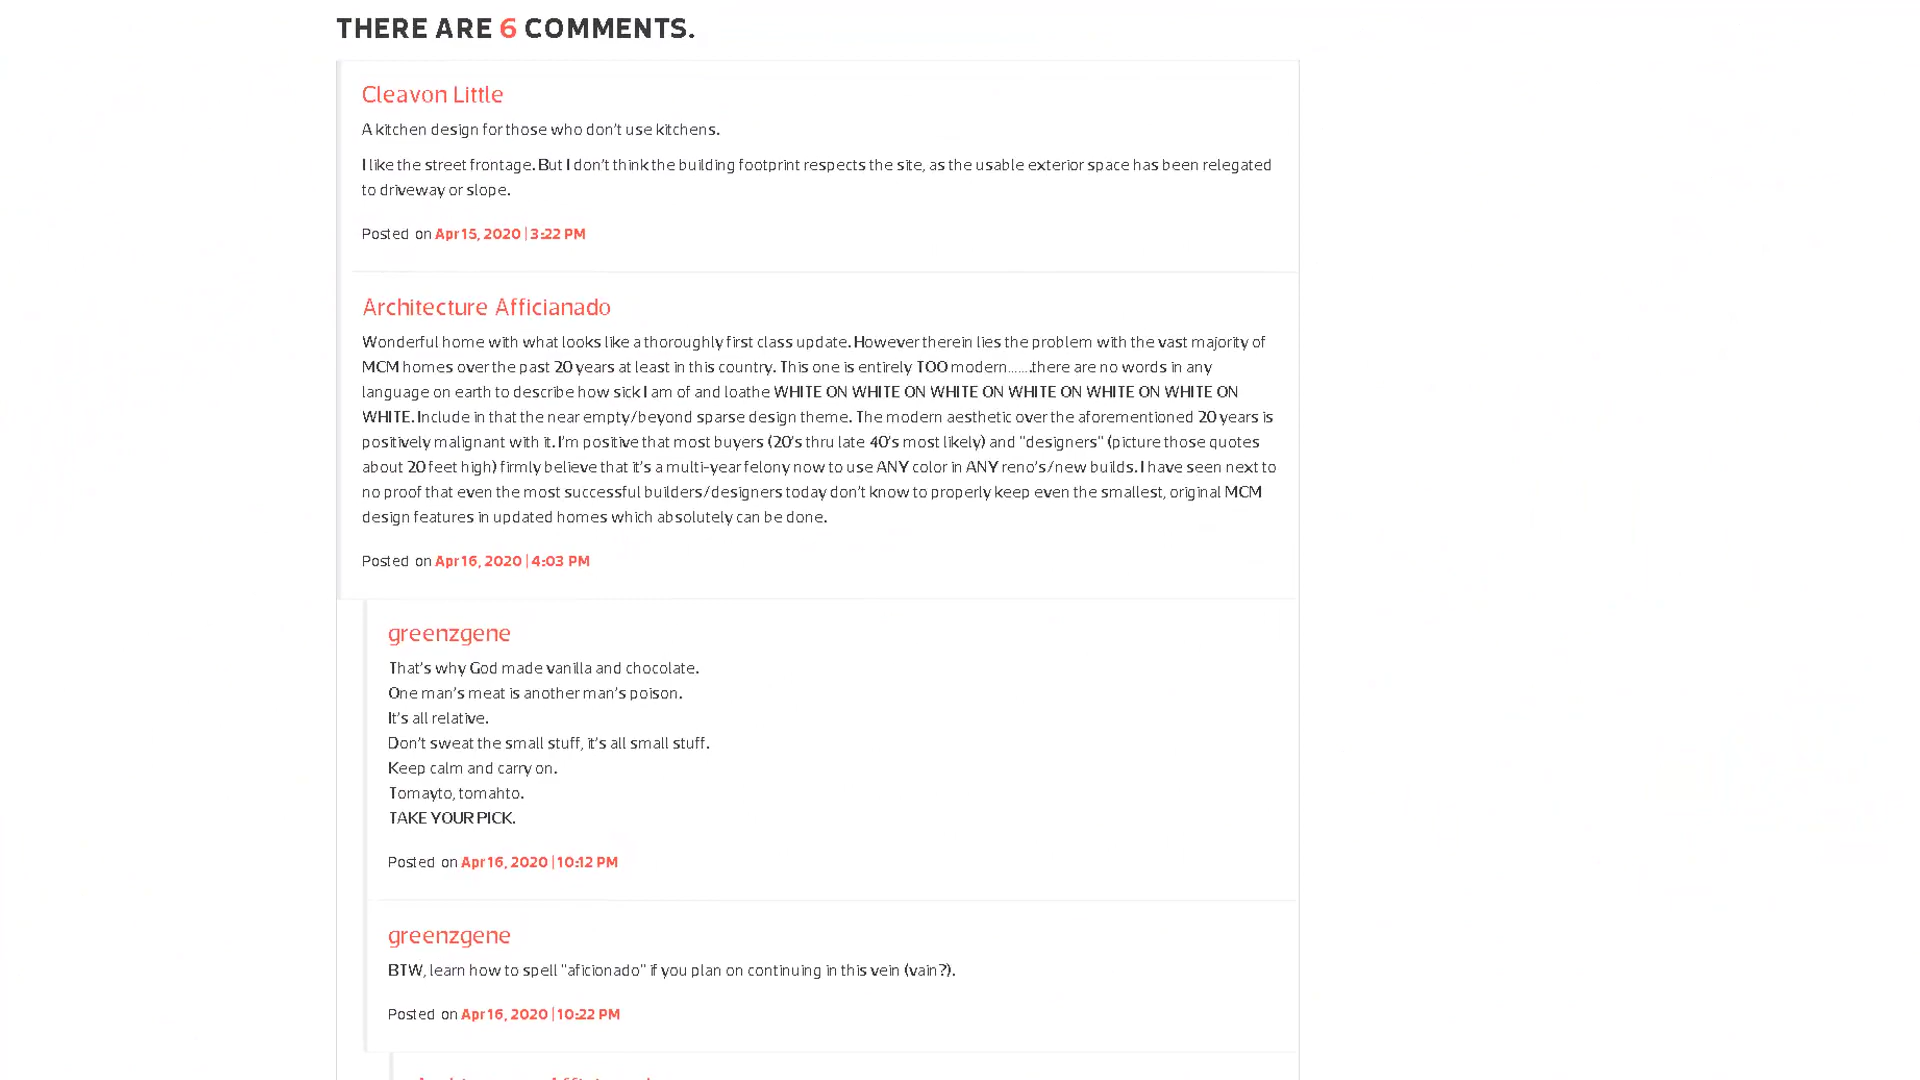 THERE ARE 6 COMMENTS.
Cleavon Little
A kitchen design for those who don't use kitchens.
I like the street frontage. But I don't think the building footprint respects the site, as the usable exterior space has been relegated
to driveway or slope.
Posted on Apr 15, 2020 | 3:22 PM
Architecture Afficianado
Wonderful home with what looks like a thoroughly first class update. However therein lies the problem with the vast majority of
MCM homes over the past 20 years at least in this country. This one is entirely TOO modern.......there are no words in any
language on earth to describe how sick I am of and loathe WHITE ON WHITE ON WHITE ON WHITE ON WHITE ON WHITE ON
WHITE. Include in that the near empty/beyond sparse design theme. The modern aesthetic over the aforementioned 20 years is
positively malignant with it. I'm positive that most buyers (20's thru late 40's most likely) and "designers" (picture those quotes
about 20 feet high) firmly believe that it's a multi-year felony now to use ANY color in ANY reno's/new builds. I have seen next to
no proof that even the most successful builders/designers today don't know to properly keep even the smallest, original MCM
design features in updated homes which absolutely can be done.
Posted on Apr 16, 2020 | 4:03 PM
greenzgene
That's why God made vanilla and chocolate.
One man's meat is another man's poison.
It's all relative.
Don't sweat the small stuff, it's all small stuff.
Keep calm and carry on.
Tomayto, tomahto.
TAKE YOUR PICK.
Posted on Apr 16, 2020 | 10:12 PM
greenzgene
BTW, learn how to spell "aficionado" if you plan on continuing in this vein (vain?).
Posted on Apr 16, 2020 | 10:22 PM